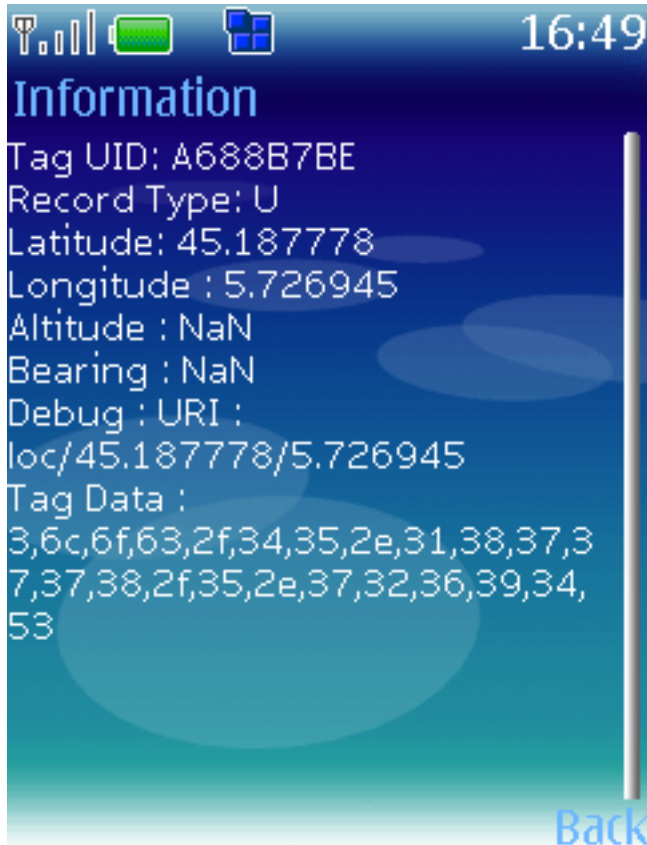 16:49
Information
Tag UID: A688B7BE
Record Type: U
Latitude: 45.187778
Longitude : 5.726945
Altitude : NaN
Bearing : NaN
Debug : URI :
loc/45.187778/5.726945
Tag Data :
3,6c,6f,63,2f,34,35,2e,31,38,37,3
7,37,38,2f,35,2e,37,32,36,39,34,
53
Back